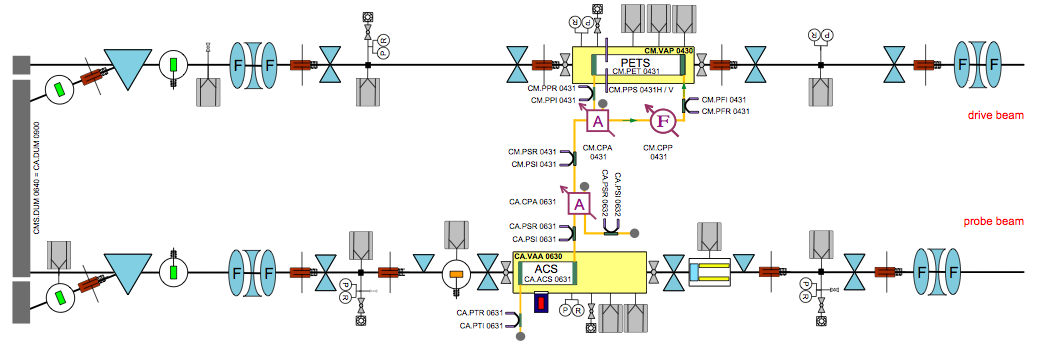 R P
P
R
R P
CM.VAP 0430
PETS
CM.PET 0431
F F
F F
CM.PPR 0431
CM.PPI 0431
CM.PPS 0431H / V
CM.PFI 0431
CM.PFR 0431
drive beam
A
F
CM.CPA
0431
CM.CPP
0431
CM.PSR 0431
CM.PSI 0431
CMS.DUM 0640 = CA.DUM 0900
CA.PSR 0632
CA.PSI 0632
CA.CPA 0631
A
probe beam
CA.PSR 0631
CA.PSI 0631
CA.VAA 0630
ACS
CA.ACS 0631
F F
F F
P
R
P R
P
R
CA.PTR 0631
CA.PTI 0631